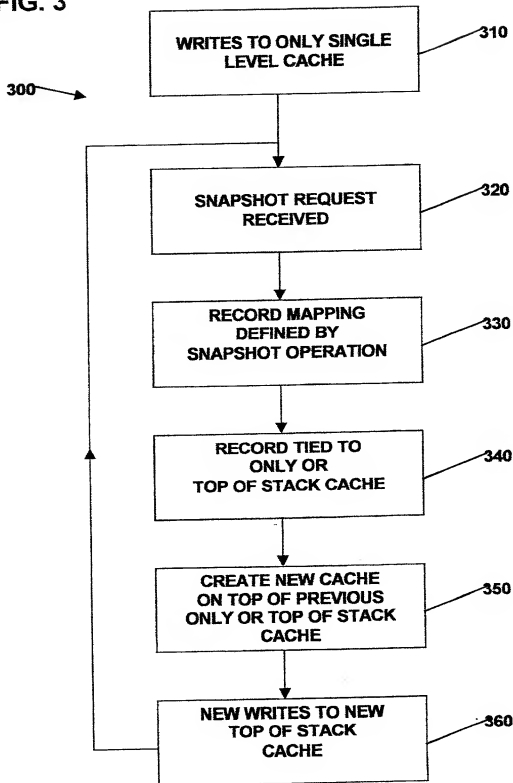 FIG. 3
300
WRITES TO ONLY SINGLE
LEVEL CACHE
310
SNAPSHOT REQUEST
RECEIVED
320
RECORD MAPPING
DEFINED BY
SNAPSHOT OPERATION
330
RECORD TIED TO
ONLY OR
TOP OF STACK CACHE
340
CREATE NEW CACHE
ON TOP OF PREVIOUS
ONLY OR TOP OF STACK
CACHE
350
NEW WRITES TO NEW
TOP OF STACK
CACHE
360